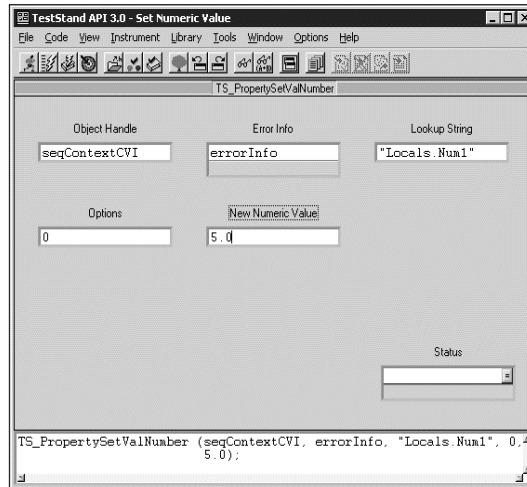 TestStand API 3.0 - Set Numeric Value
File Code View Instrument Library Tools Window Options Help
TS_PropertySetValNumber
Object Handle Error Info Lookup String
seqContextCVI errorInfo "Locals.Num1"
Options New Numeric Value
0 5.0
Status
TS_PropertySetValNumber (seqContextCVI, errorInfo, "Locals.Num1", 0,
5.0);